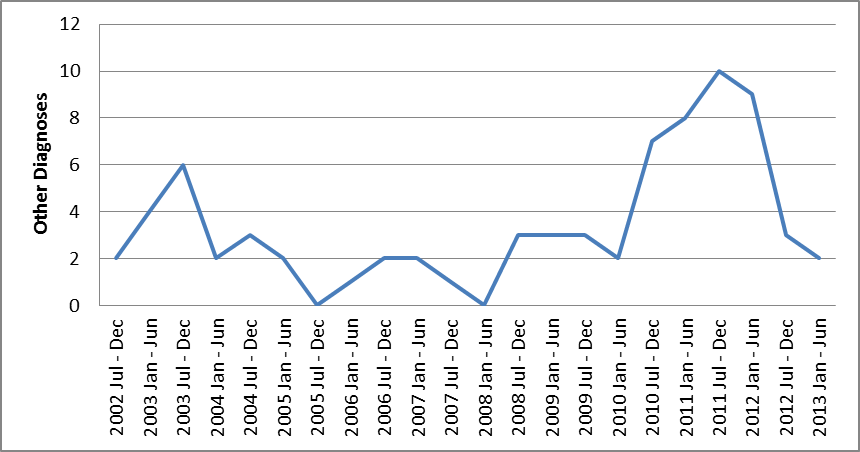 12
10
8
6
4
2
0
Other Diagnoses
2002 Jul - Dec
2003 Jan - Jun
2003 Jul - Dec
2004 Jan - Jun
2004 Jul - Dec
2005 Jan - Jun
2005 Jul - Dec
2006 Jan - Jun
2006 Jul - Dec
2007 Jan - Jun
2007 Jul - Dec
2008 Jan - Jun
2008 Jul - Dec
2009 Jan - Jun
2009 Jul - Dec
2010 Jan - Jun
2010 Jul - Dec
2011 Jan - Jun
2011 Jul - Dec
2012 Jan - Jun
2012 Jul - Dec
2013 Jan - Jun